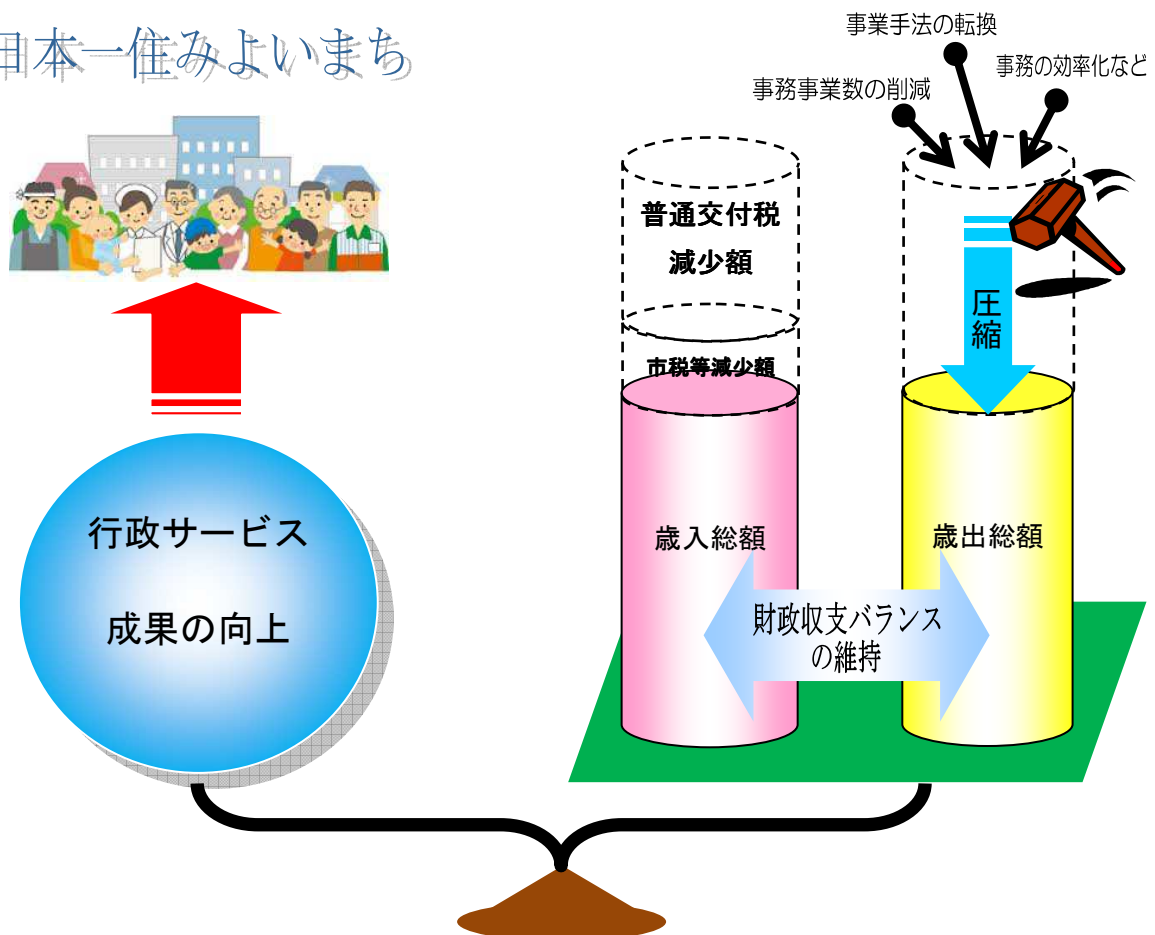 日本一住みよいまち
事業手法の転換
事務の効率化など
事務事業数の削減
普通交付税
減少額
市税等減少額
圧縮
歳入総額
歳出総額
財政収支バランス
の維持
行政サービス
成果の向上